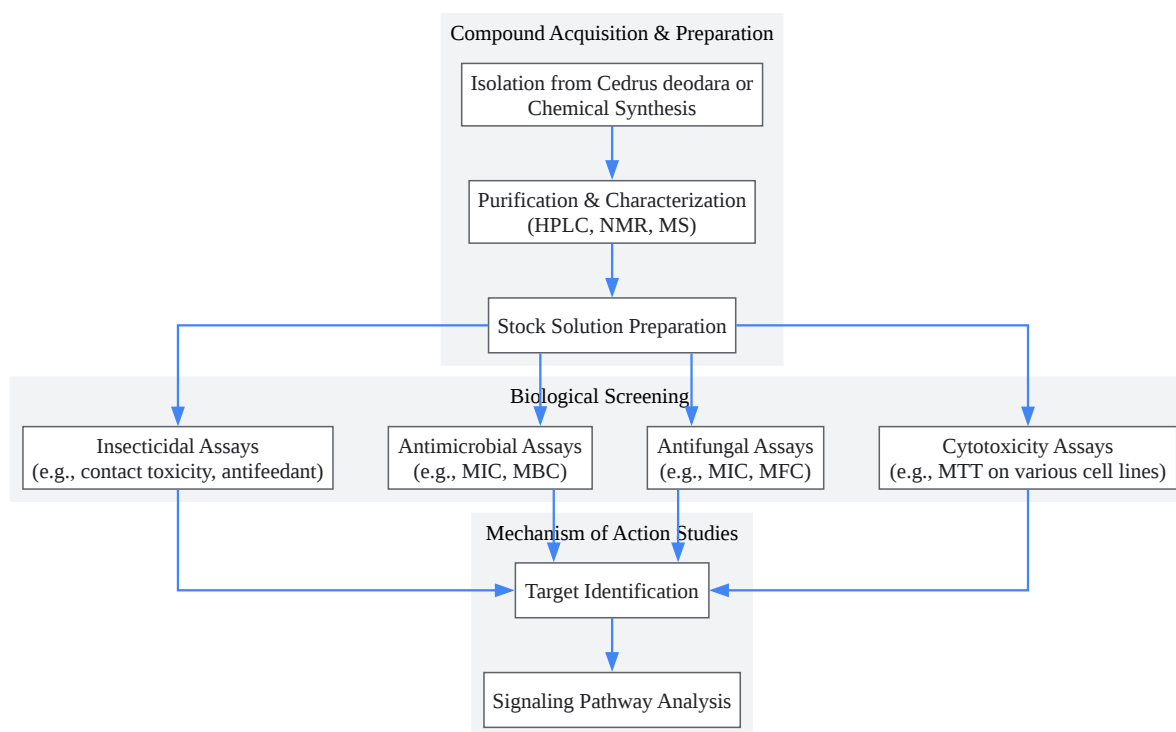 Compound Acquisition & Preparation
Isolation from Cedrus deodara or
Chemical Synthesis
Purification & Characterization
(HPLC, NMR, MS)
Stock Solution Preparation
Biological Screening
Insecticidal Assays
(e.g., contact toxicity, antifeedant)
Antimicrobial Assays
(e.g., MIC, MBC)
Antifungal Assays
(e.g., MIC, MFC)
Cytotoxicity Assays
(e.g., MTT on various cell lines)
Mechanism of Action Studies
Target Identification
Signaling Pathway Analysis